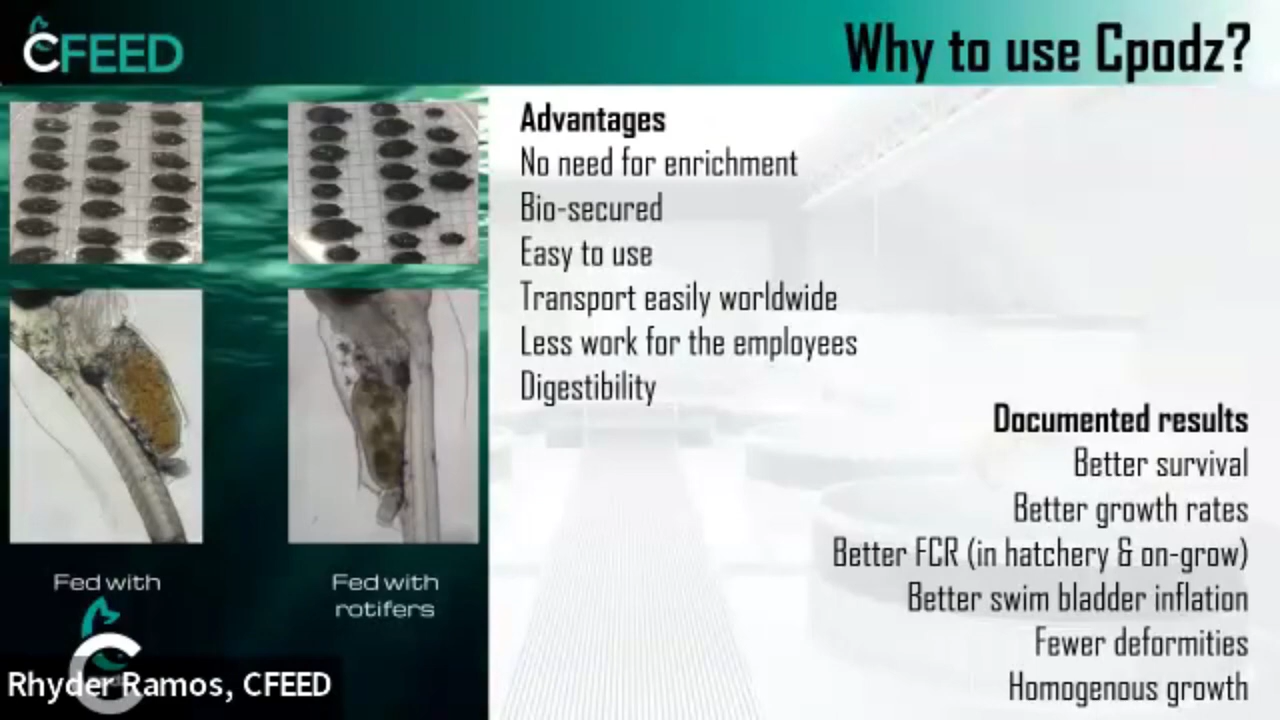 CFEED
Why to use Cpodz?
Advantages
No need for enrichment
Bio-secured
Easy to use
Transport easily worldwide
Less work for the employees
Digestibility
Documented results
Better survival
Better growth rates
Better FCR (in hatchery & on-grow)
Better swim bladder inflation
Fewer deformities
Homogenous growth
Fed with
Fed with
rotifers
Rhyder Ramos, CFEED